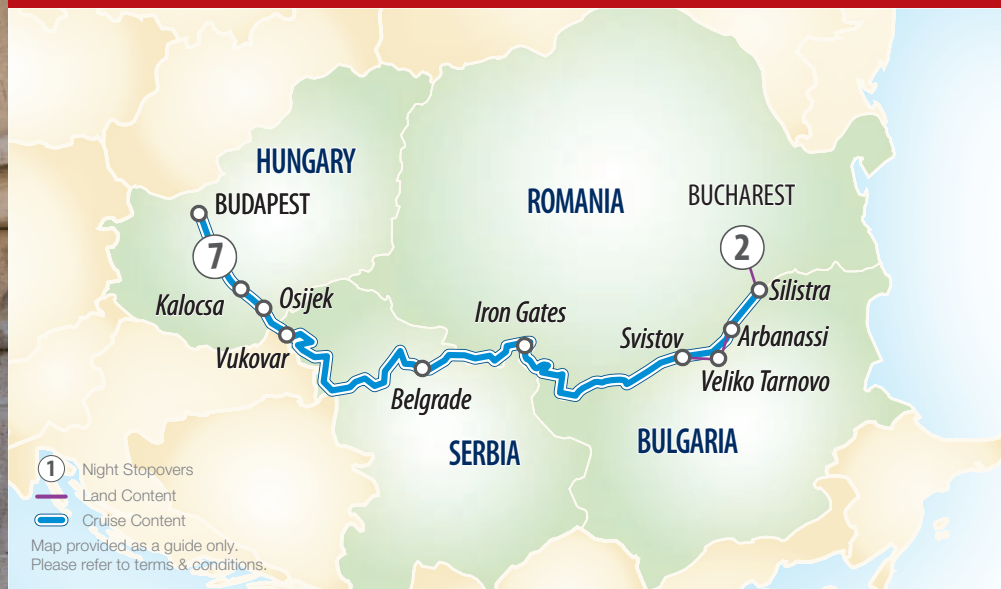 HUNGARY
BUDAPEST
7
Kalocsa
Osijek
Vukovar
ROMANIA
BUCHAREST
2
Silistra
Iron Gates
Svistov
Arbanassi
Veliko Tarnovo
Belgrade
SERBIA
BULGARIA
1 Night Stopovers
Land Content
Cruise Content
Map provided as a guide only.
Please refer to terms & conditions.